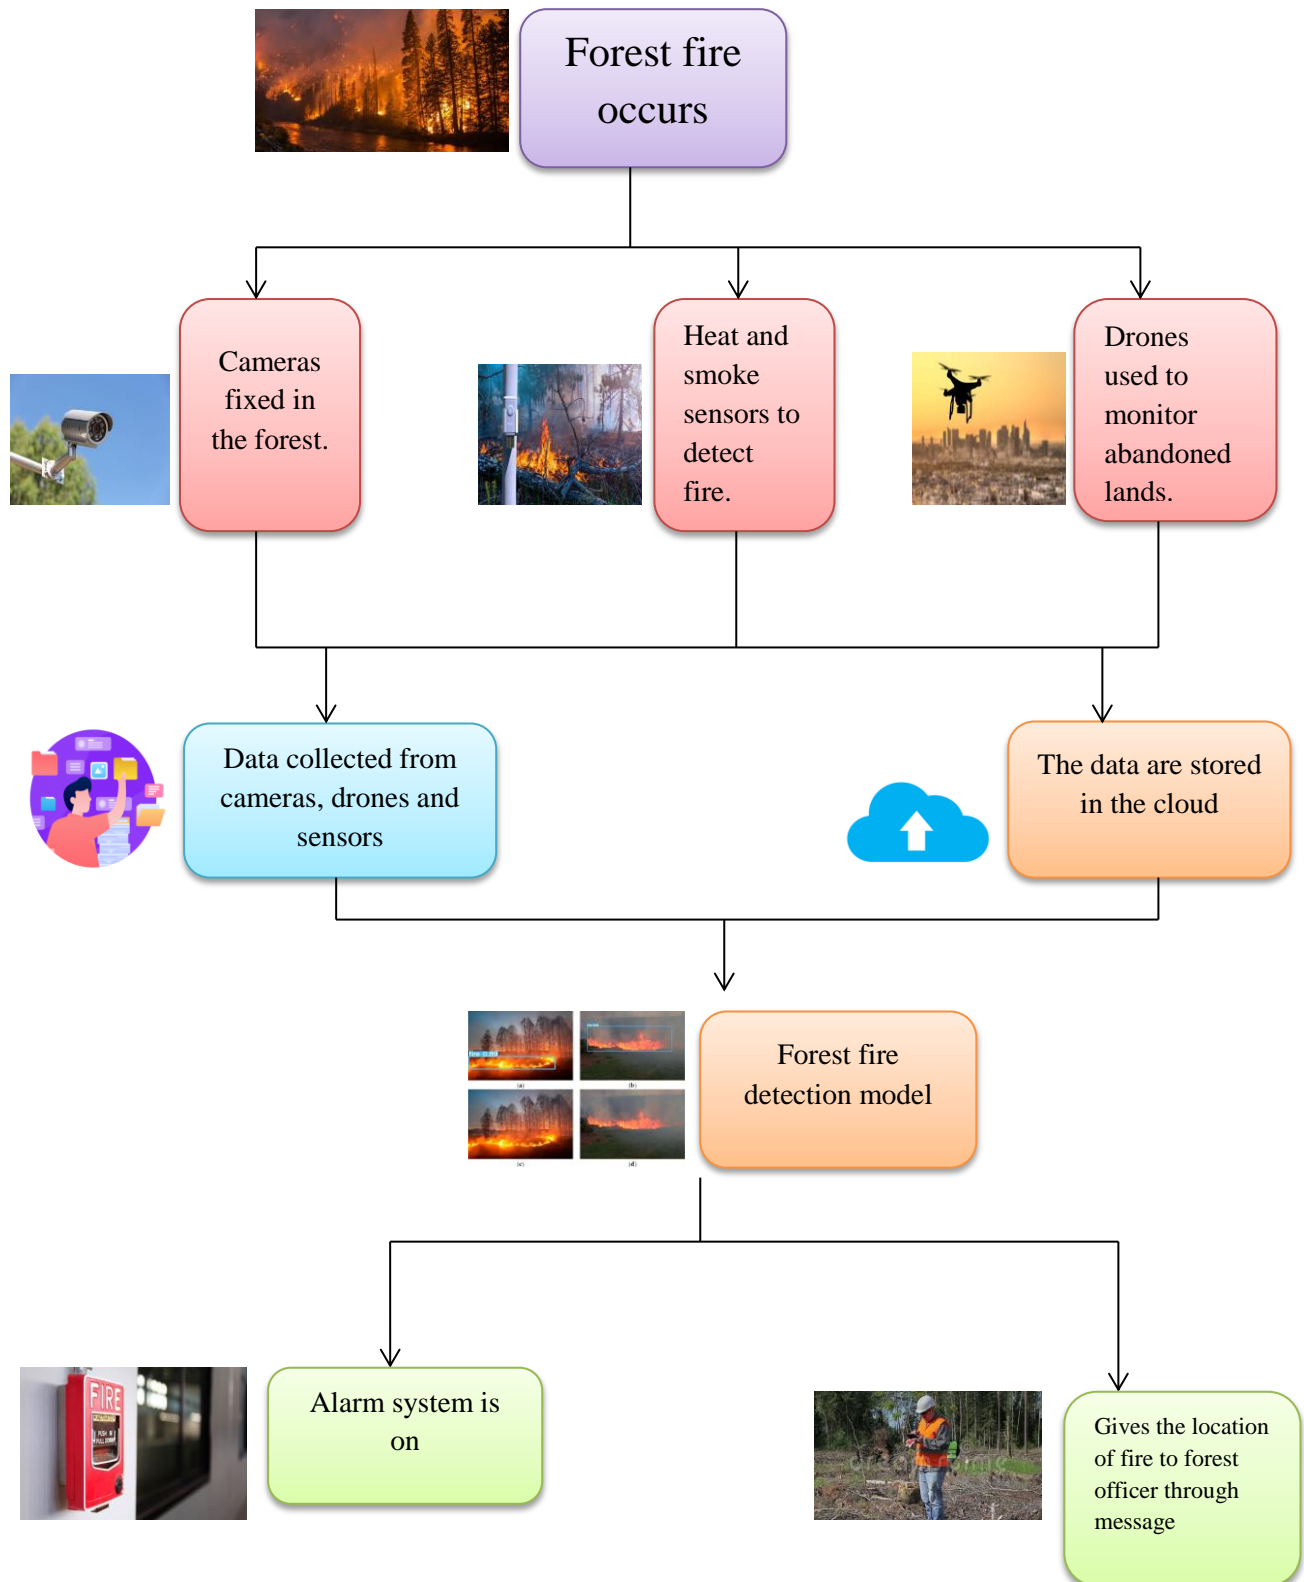 Forest fire
occurs
Cameras
fixed in
the forest.
Heat and
smoke
sensors to
detect
fire.
Drones
used to
monitor
abandoned
lands.
Data collected from
cameras, drones and
sensors
The data are stored
in the cloud
Forest fire
detection model
(a)
(b)
(c)
(d)
FIRE
Alarm system is
on
Gives the location
of fire to forest
officer through
message